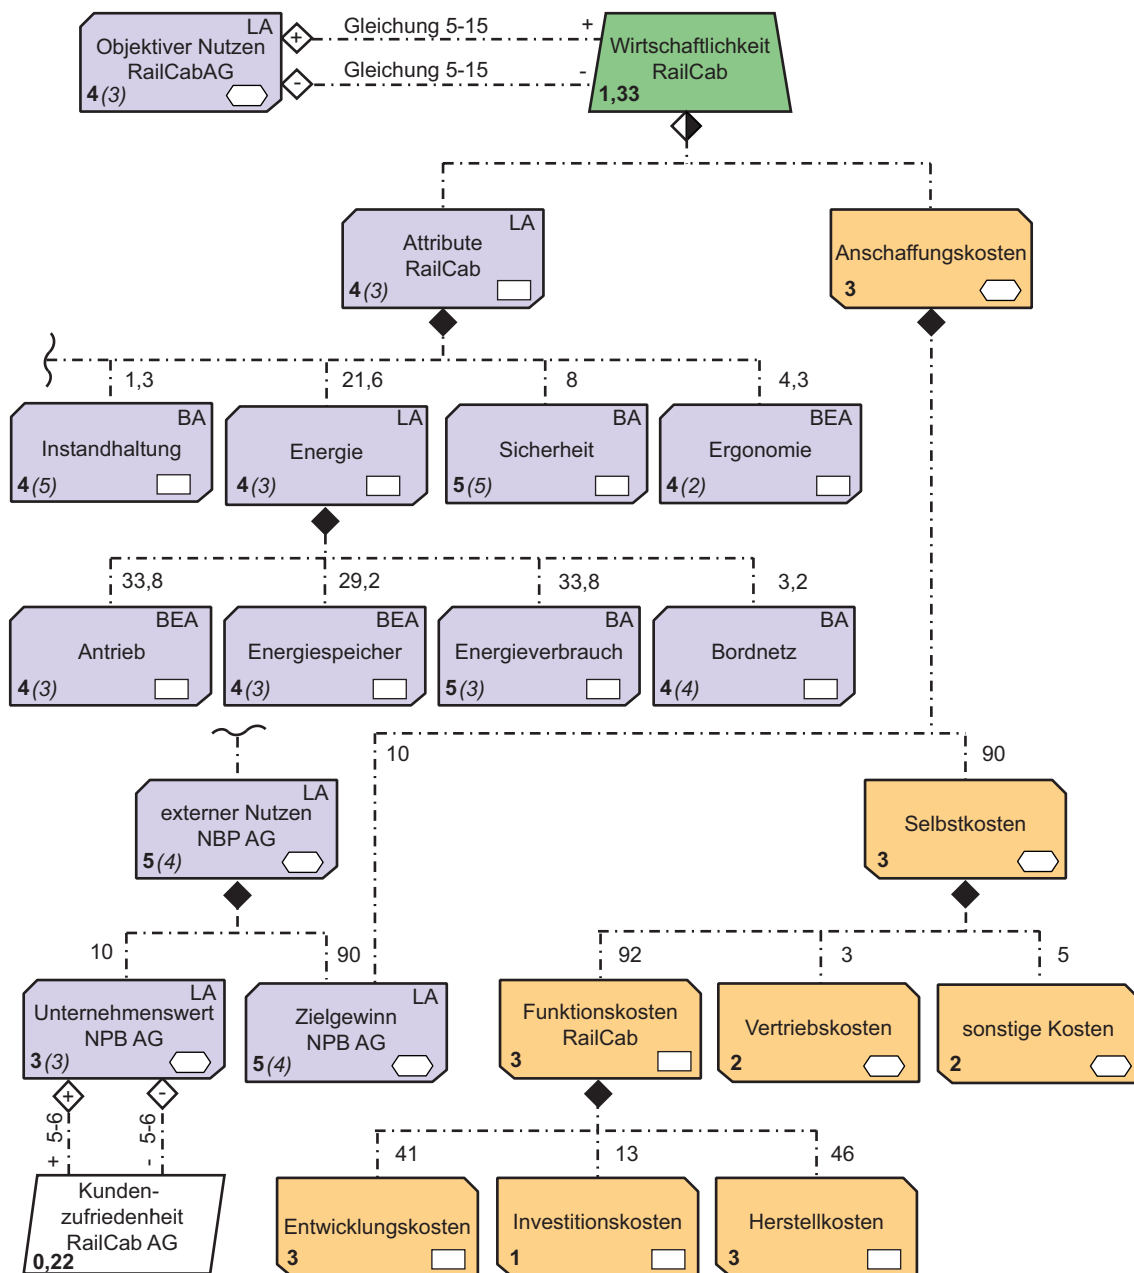 LA
Objektiver Nutzen
RailCabAG
4 (3)
+
-
Gleichung 5-15
+
Gleichung 5-15
-
Wirtschaftlichkeit
RailCab
1,33
LA
Attribute
RailCab
4 (3)
Anschaffungskosten
3
1,3
21,6
8
4,3
BA
Instandhaltung
4 (5)
LA
Energie
4 (3)
BA
Sicherheit
5 (5)
BEA
Ergonomie
4 (2)
33,8
29,2
33,8
3,2
BEA
Antrieb
4 (3)
BEA
Energiespeicher
4 (3)
BA
Energieverbrauch
5 (3)
BA
Bordnetz
4 (4)
10
90
LA
externer Nutzen
NBP AG
5 (4)
Selbstkosten
3
10
90
92
3
5
LA
Unternehmenswert
NPB AG
3 (3)
LA
Zielgewinn
NPB AG
5 (4)
Funktionskosten
RailCab
3
Vertriebskosten
2
sonstige Kosten
2
+
-
+ 5-6
- 5-6
41
13
46
Kunden-
zufriedenheit
RailCab AG
0,22
Entwicklungskosten
3
Investitionskosten
1
Herstellkosten
3